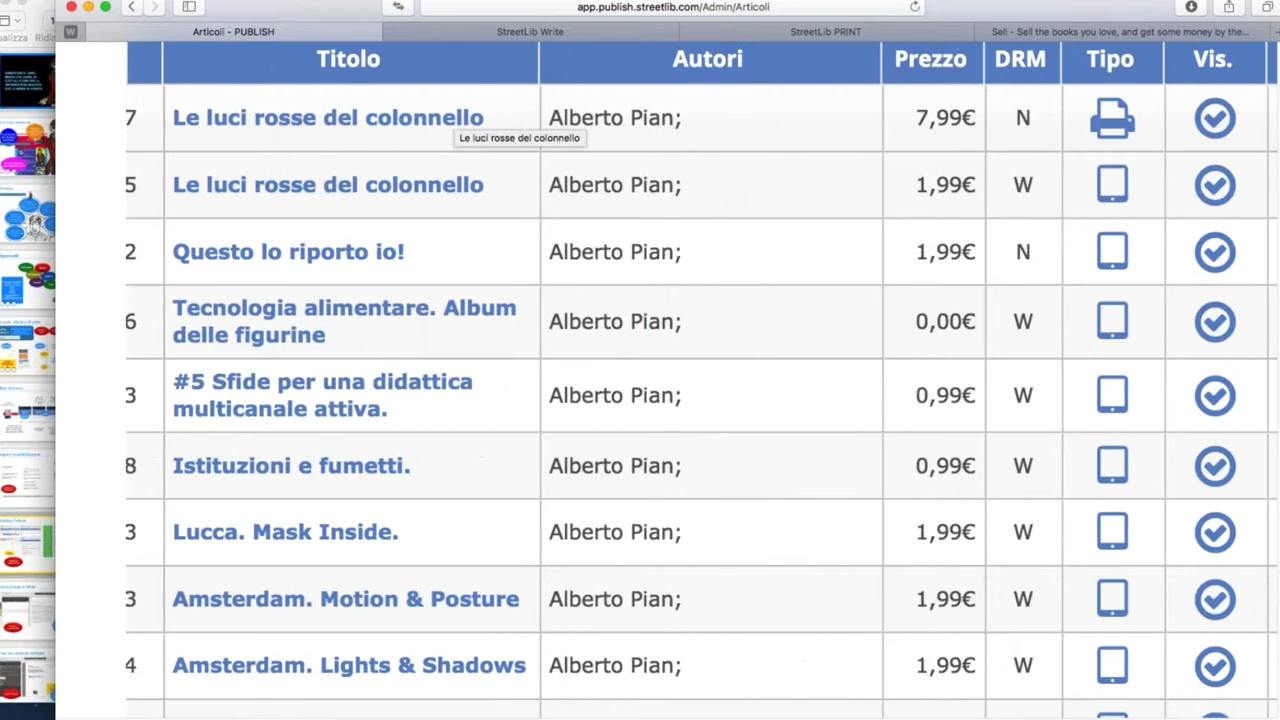 app.publish.streetlib.com/Admin/Articoli
W
Articoli - PUBLISH
StreetLib Write
StreetLib PRINT
Sell - Sell the books you love, and get some money by the...
Titolo
Autori
Prezzo
DRM
Tipo
Vis.
7 Le luci rosse del colonnello Alberto Pian; 7,99€ N
Le luci rosse del colonnello
5 Le luci rosse del colonnello Alberto Pian; 1,99€ W
2 Questo lo riporto io! Alberto Pian; 1,99€ N
6 Tecnologia alimentare. Album
delle figurine Alberto Pian; 0,00€ W
3 #5 Sfide per una didattica
multicanale attiva. Alberto Pian; 0,99€ W
8 Istituzioni e fumetti. Alberto Pian; 0,99€ W
3 Lucca. Mask Inside. Alberto Pian; 1,99€ W
3 Amsterdam. Motion & Posture Alberto Pian; 1,99€ W
4 Amsterdam. Lights & Shadows Alberto Pian; 1,99€ W